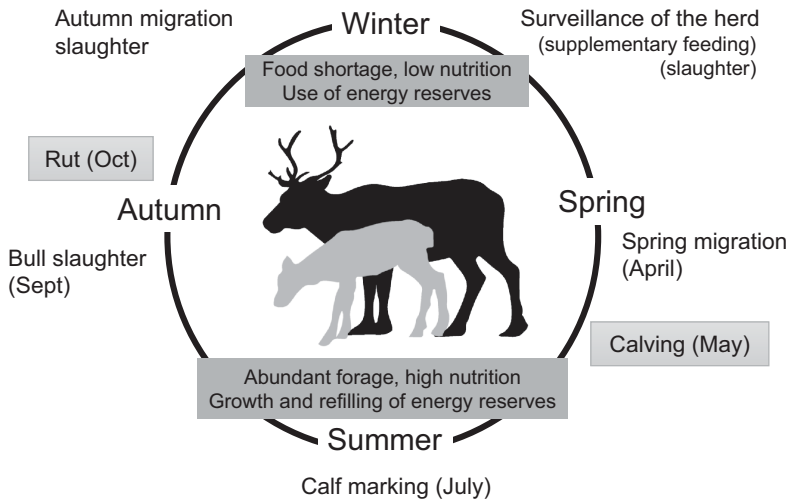 Autumn migration
slaughter
Winter
Surveillance of the herd
(supplementary feeding)
(slaughter)
Food shortage, low nutrition
Use of energy reserves
Rut (Oct)
Autumn
Spring
Bull slaughter
(Sept)
Spring migration
(April)
Calving (May)
Abundant forage, high nutrition
Growth and refilling of energy reserves
Summer
Calf marking (July)